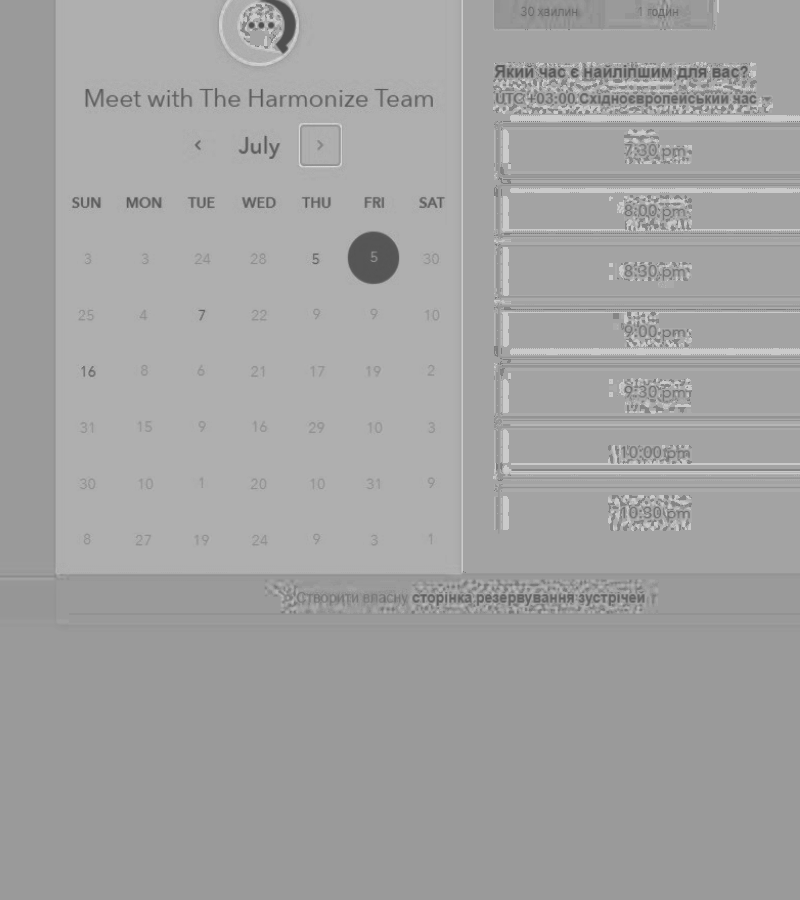 30 хвилин 1 годин
Meet with The Harmonize Team
July
SUN MON TUE WED THU FRI SAT
3 3 24 28 5 5 30
25 4 7 22 9 9 10
16 8 6 21 17 19 2
31 15 9 16 29 10 3
30 10 1 20 10 31 9
8 27 19 24 9 3 1
Який час є найліпшим для вас?
UTC +03:00 Східноєвропейський час
7:30 pm
8:00 pm
8:30 pm
9:00 pm
9:30 pm
10:00 pm
10:30 pm
Створити власну сторінка резервування зустрічей